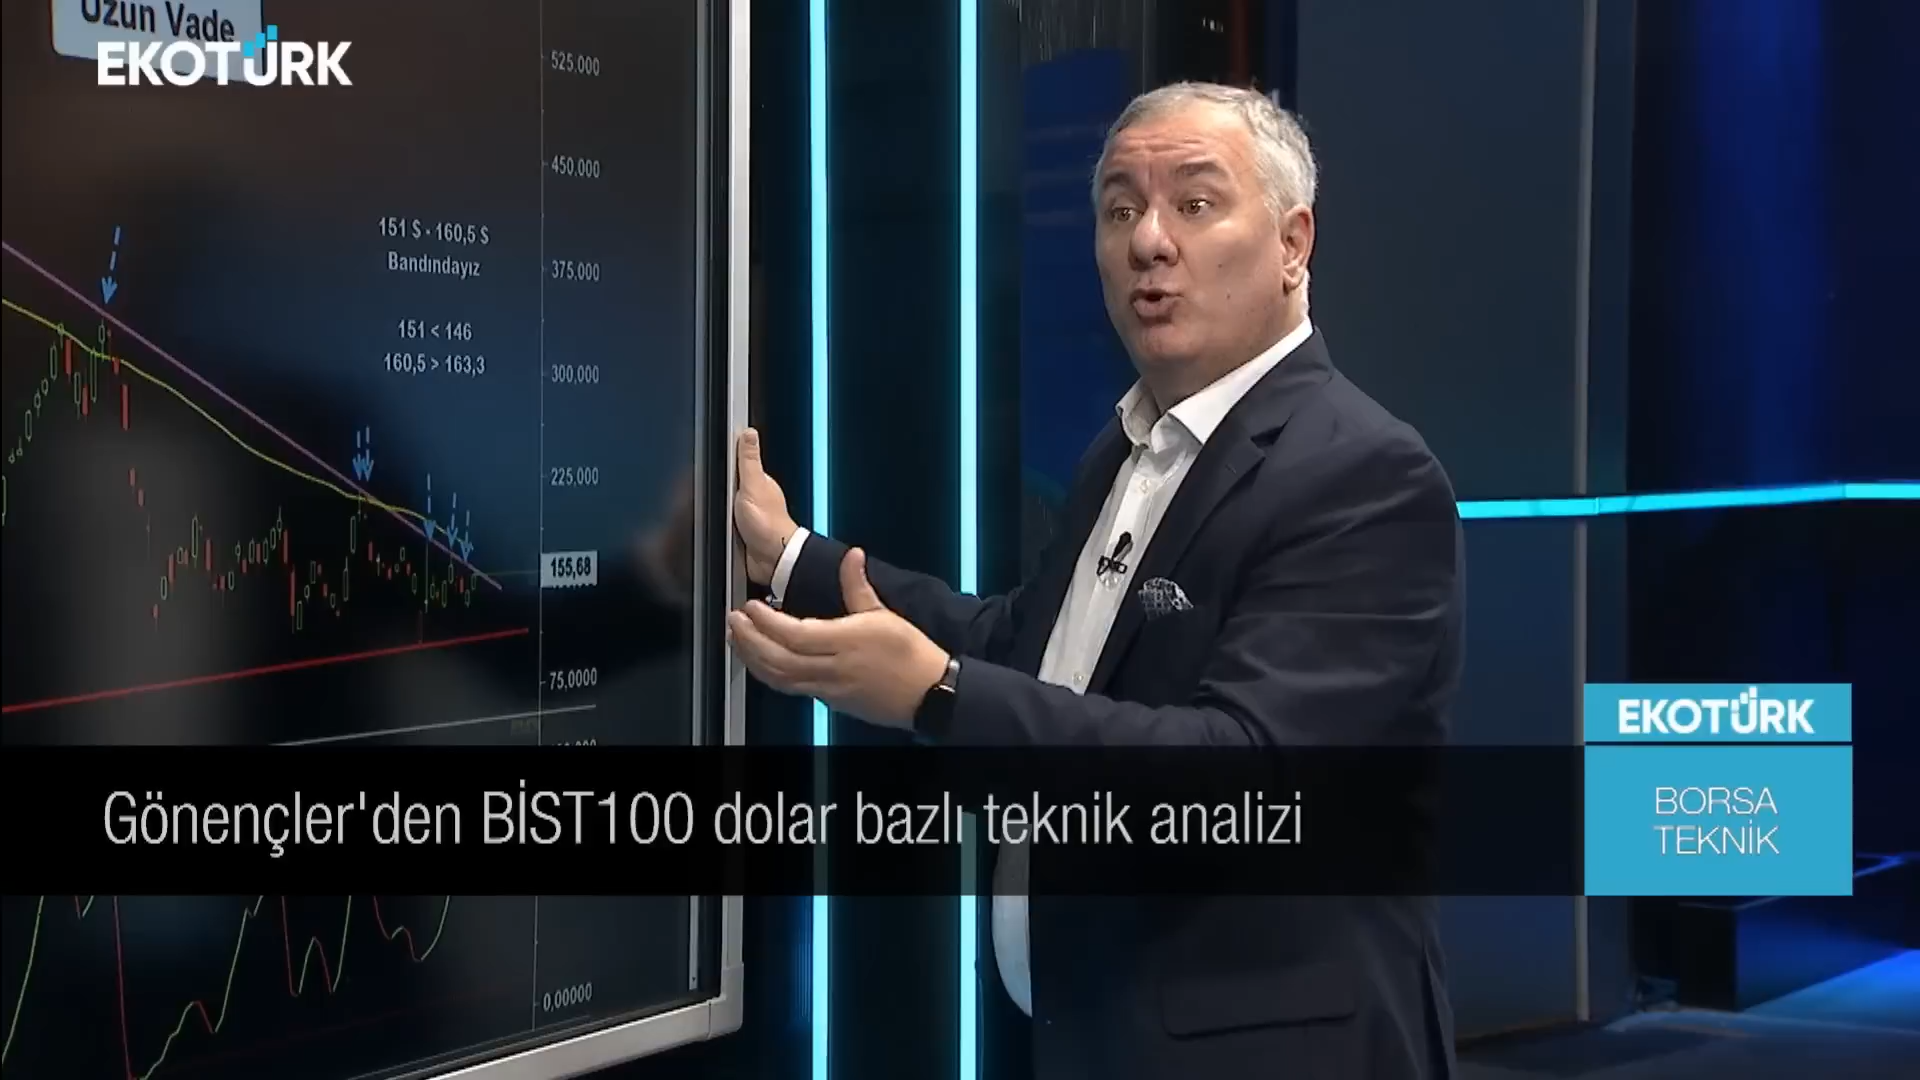 Uzun Vade
EKOTÜRK
525.000
450.000
151 $ - 160,5 $
Bandındayız
375,000
151 < 146
160,5 > 163,3
300,000
225,000
155,68
75,0000
EKOTÜRK
Gönençler'den BİST100 dolar bazlı teknik analizi
BORSA
TEKNİK
0,00000